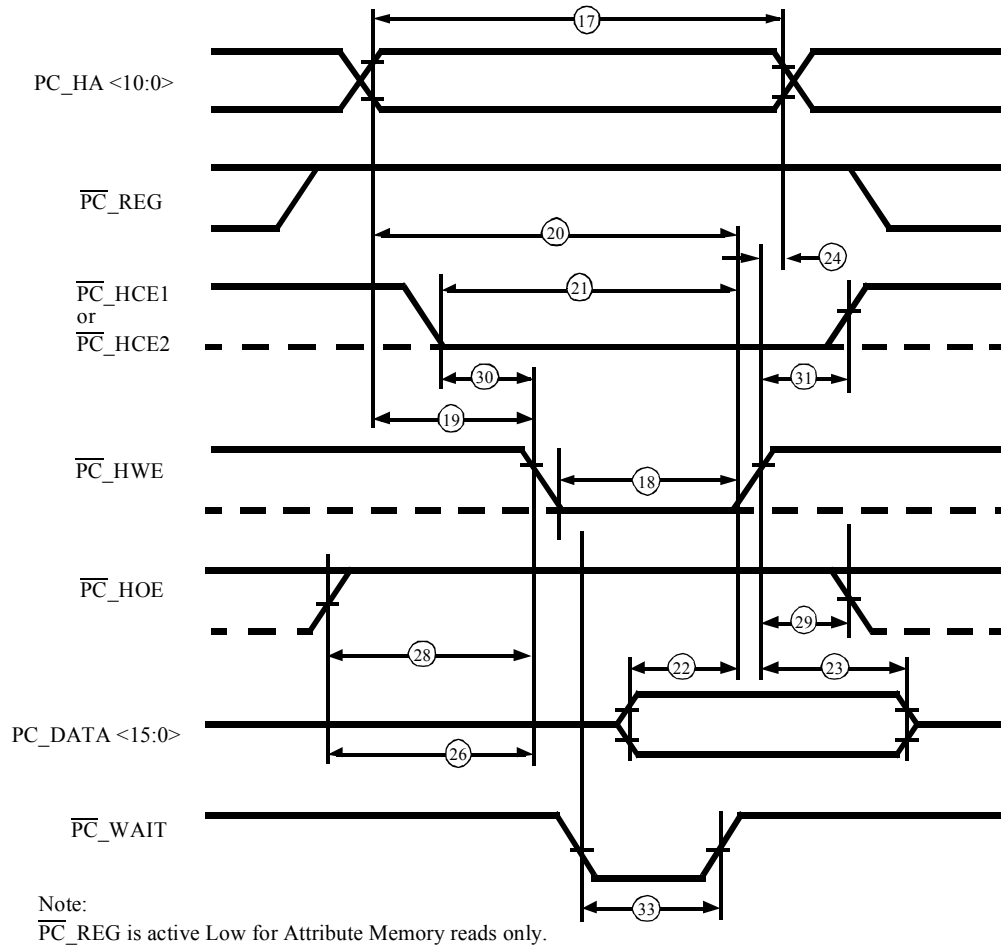 17
PC_HA <10:0>
PC_REG
20
24
PC_HCE1
or
PC_HCE2
21
30
31
19
PC_HWE
18
PC_HOE
29
28
22
23
PC_DATA <15:0>
26
PC_WAIT
33
Note:
PC_REG is active Low for Attribute Memory reads only.